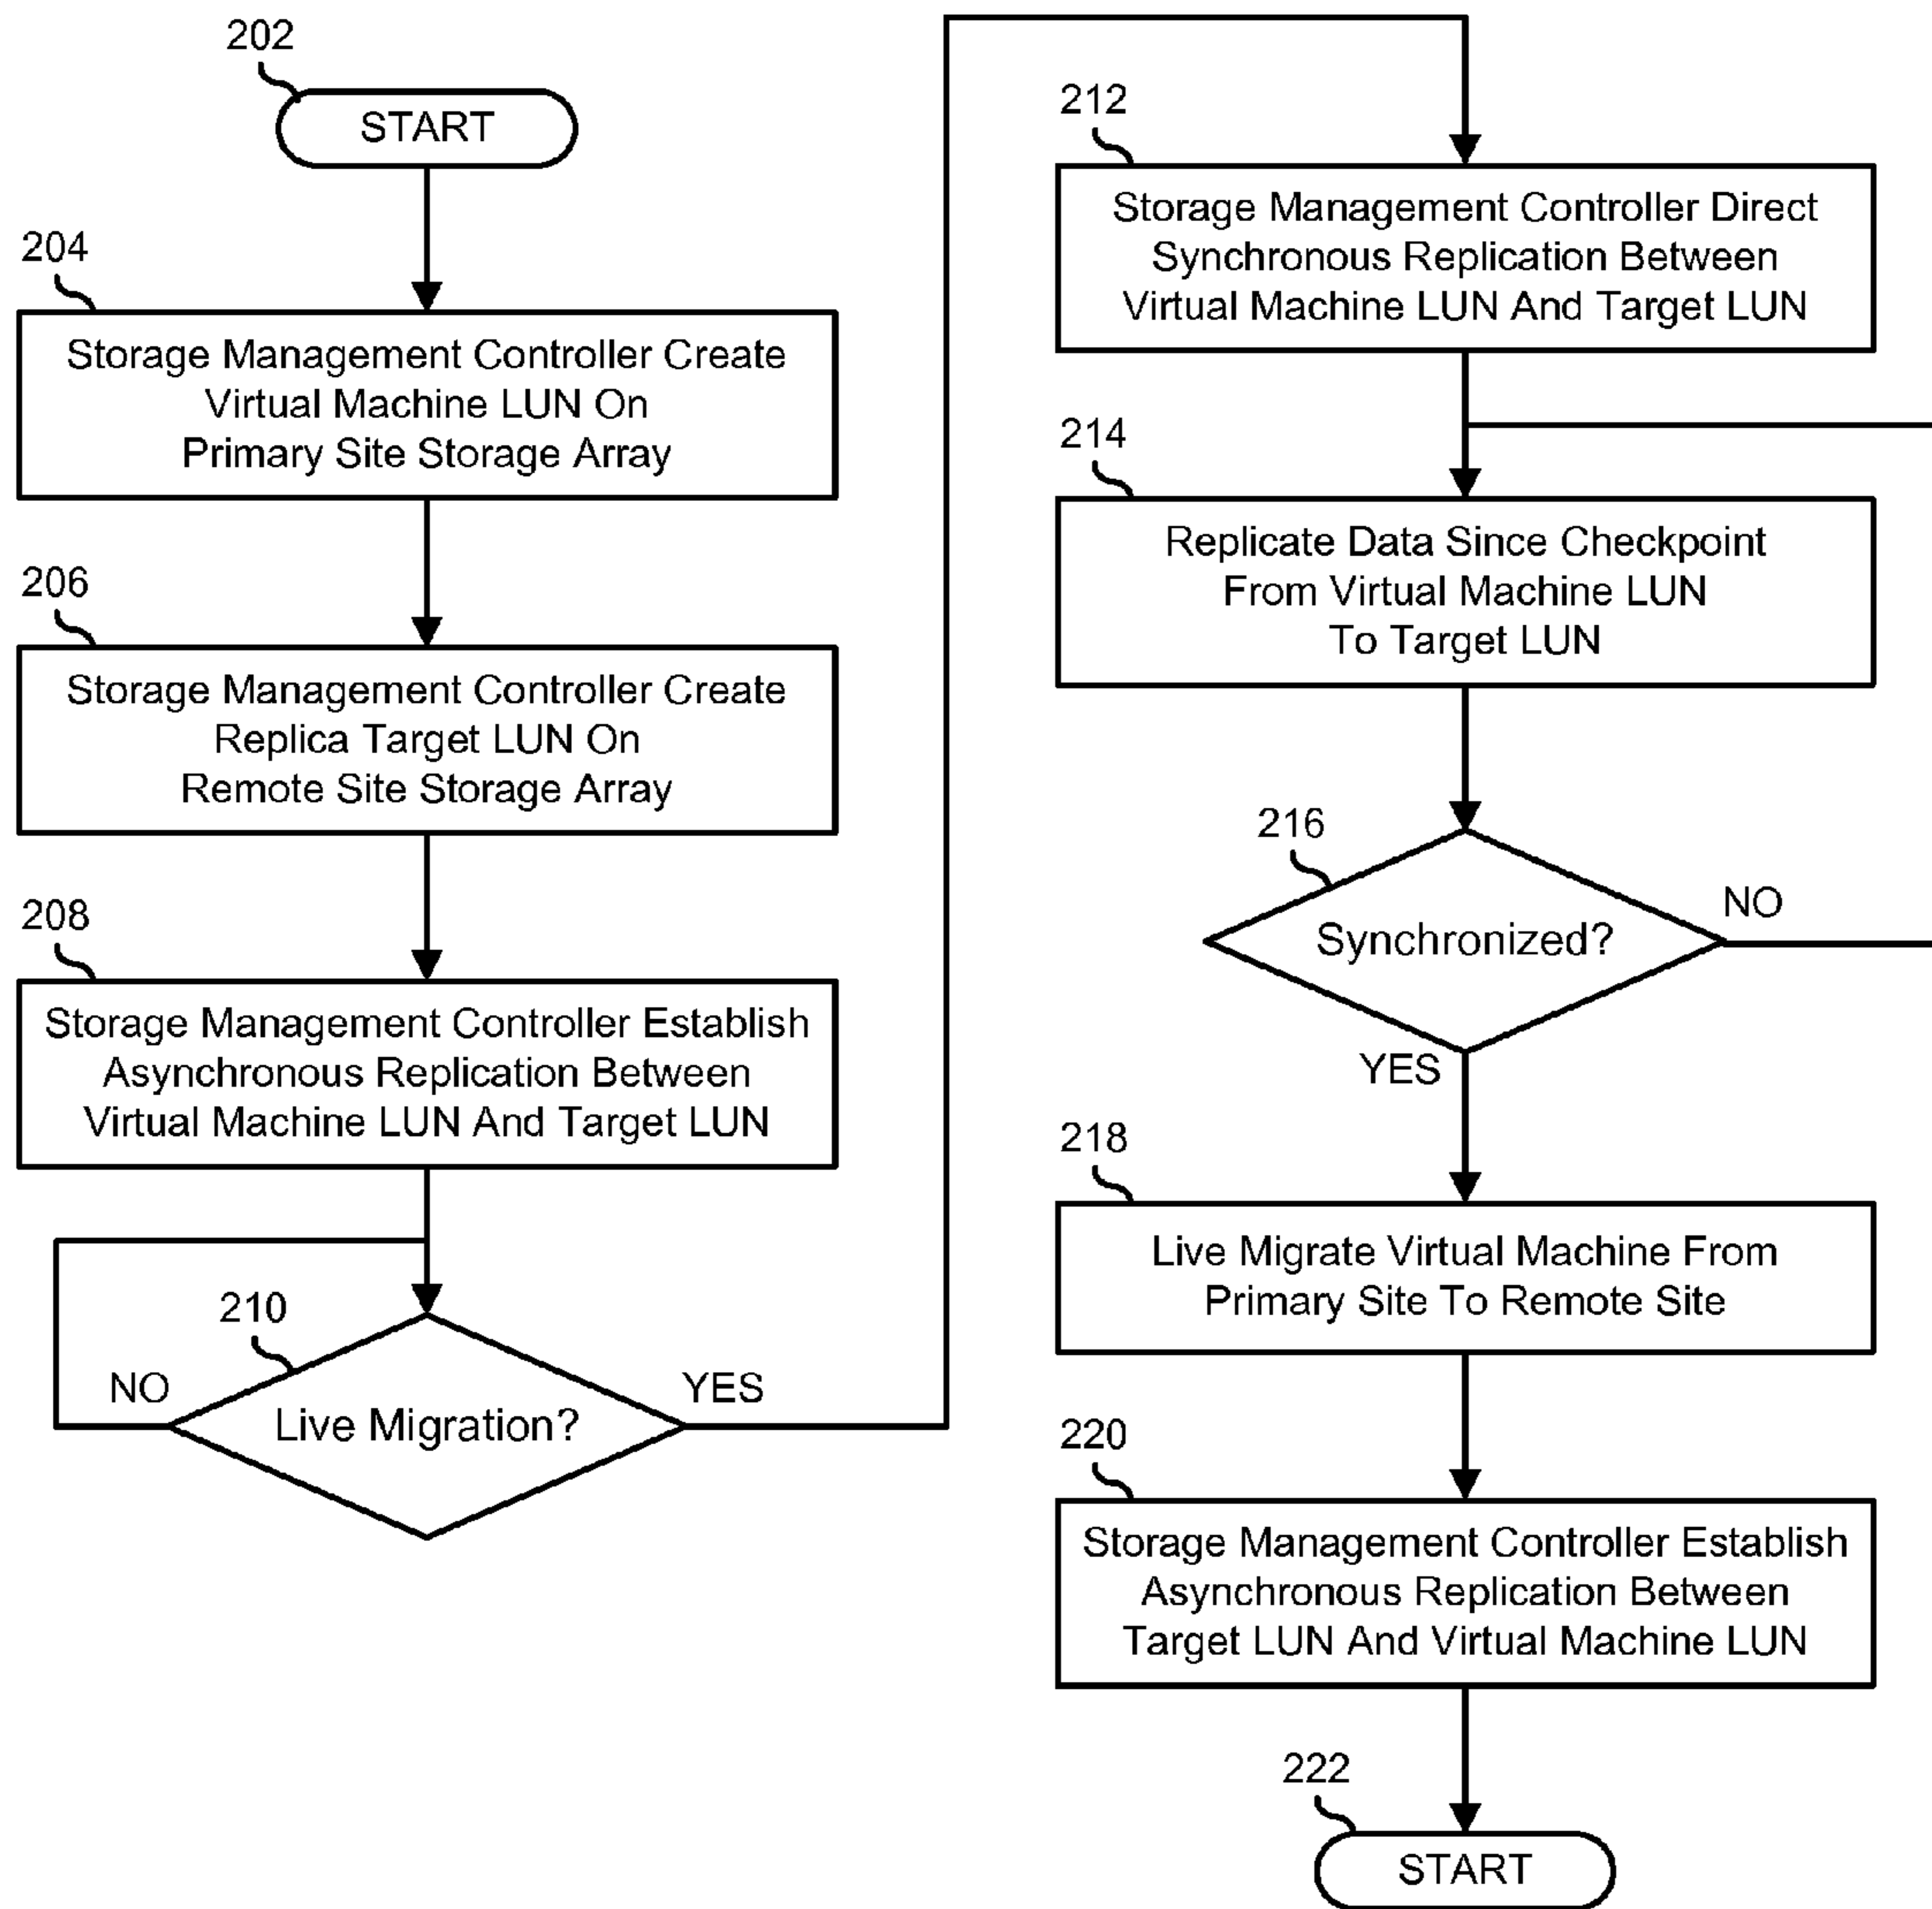 202
START
204
Storage Management Controller Create
Virtual Machine LUN On
Primary Site Storage Array
206
Storage Management Controller Create
Replica Target LUN On
Remote Site Storage Array
208
Storage Management Controller Establish
Asynchronous Replication Between
Virtual Machine LUN And Target LUN
210
NO
YES
Live Migration?
212
Storage Management Controller Direct
Synchronous Replication Between
Virtual Machine LUN And Target LUN
214
Replicate Data Since Checkpoint
From Virtual Machine LUN
To Target LUN
216
NO
Synchronized?
YES
218
Live Migrate Virtual Machine From
Primary Site To Remote Site
220
Storage Management Controller Establish
Asynchronous Replication Between
Target LUN And Virtual Machine LUN
222
START